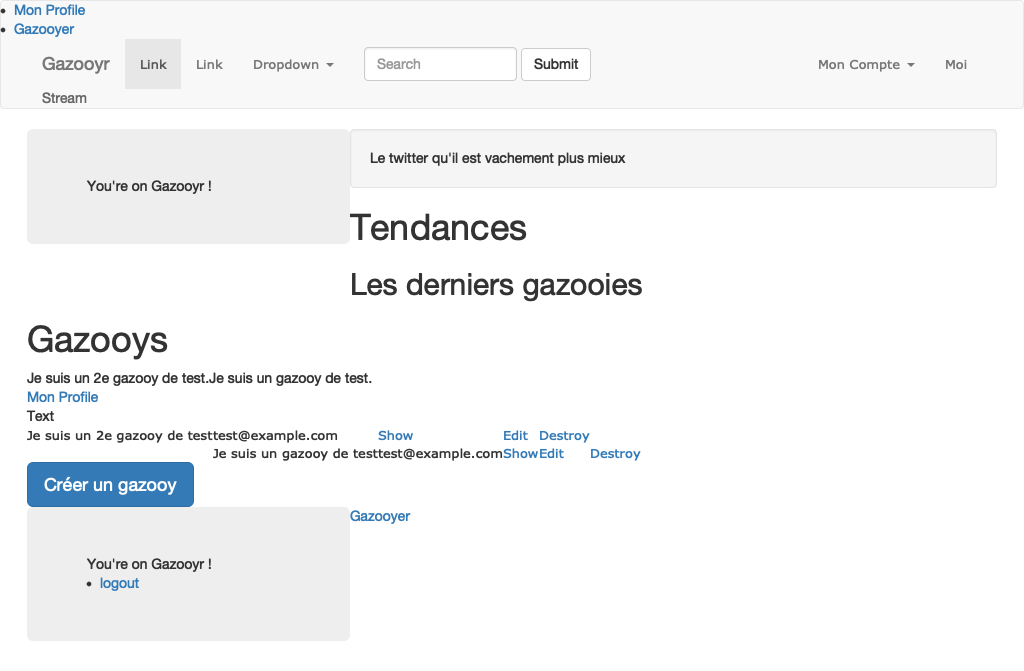 Mon Profile
Gazooyer
Gazooyr Link Link Dropdown Search Submit Mon Compte Moi
Stream
You're on Gazooyr !
Le twitter qu'il est vachement plus mieux
Tendances
Les derniers gazooies
Gazooys
Je suis un 2e gazooy de test.Je suis un gazooy de test.
Mon Profile
Text
Je suis un 2e gazooy de testtest@example.com Show Edit Destroy
Je suis un gazooy de testtest@example.comShowEdit Destroy
Créer un gazooy
Gazooyer
You're on Gazooyr !
logout